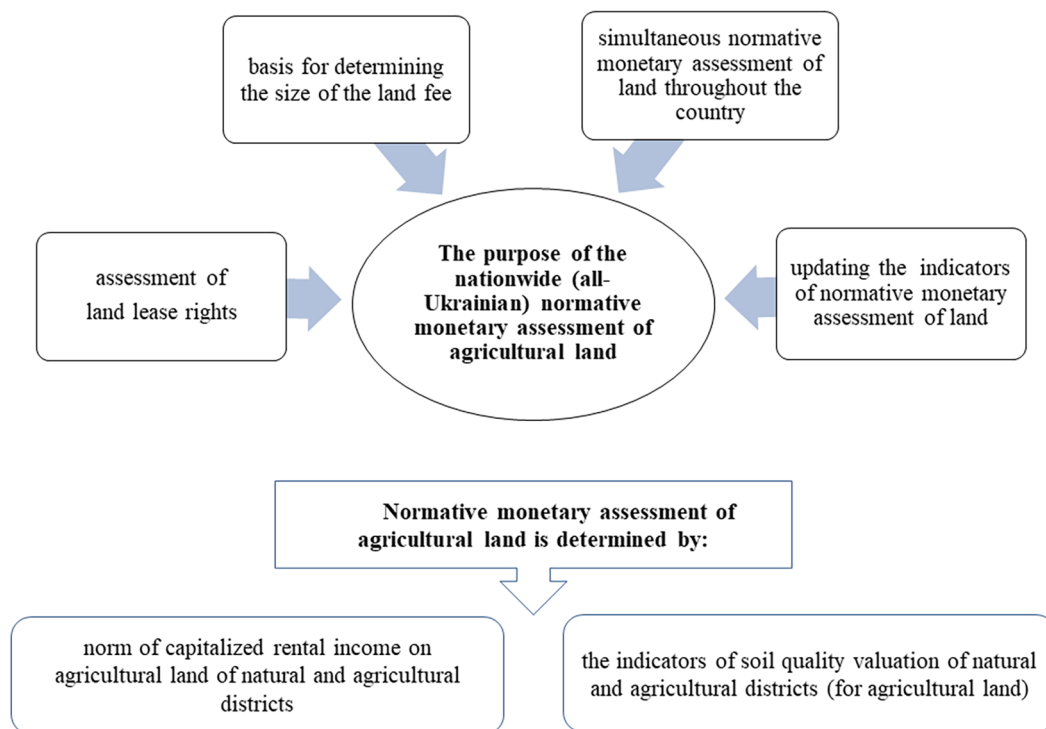 basis for determining
the size of the land fee
simultaneous normative
monetary assessment of
land throughout the
country
assessment of
land lease rights
The purpose of the
nationwide (all-
Ukrainian) normative
monetary assessment of
agricultural land
updating the indicators
of normative monetary
assessment of land
Normative monetary assessment of
agricultural land is determined by:
norm of capitalized rental income on
agricultural land of natural and agricultural
districts
the indicators of soil quality valuation of natural
and agricultural districts (for agricultural land)